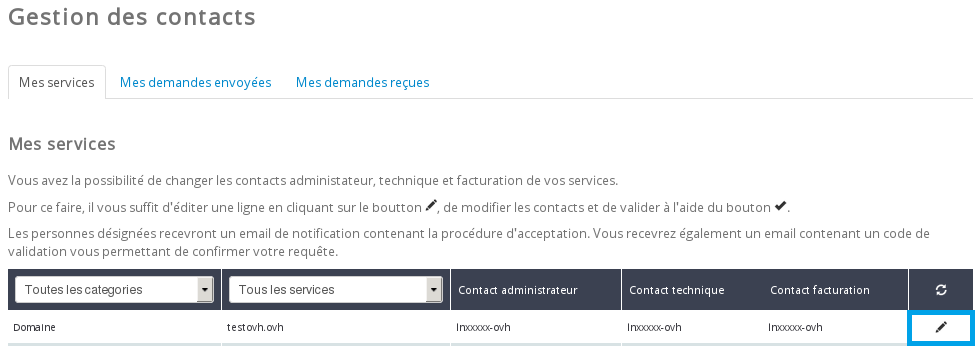 Gestion des contacts
Mes services
Mes demandes envoyées
Mes demandes reçues
Mes services
Vous avez la possibilité de changer les contacts administateur, technique et facturation de vos services.
Pour ce faire, il vous suffit d'éditer une ligne en cliquant sur le boutton , de modifier les contacts et de valider à l'aide du bouton .
Les personnes désignées recevront un email de notification contenant la procédure d'acceptation. Vous recevrez également un email contenant un code de
validation vous permettant de confirmer votre requête.
Toutes les categories Tous les services Contact administrateur Contact technique Contact facturation
Domaine testovh.ovh lnxxxxx-ovh lnxxxxx-ovh lnxxxxx-ovh